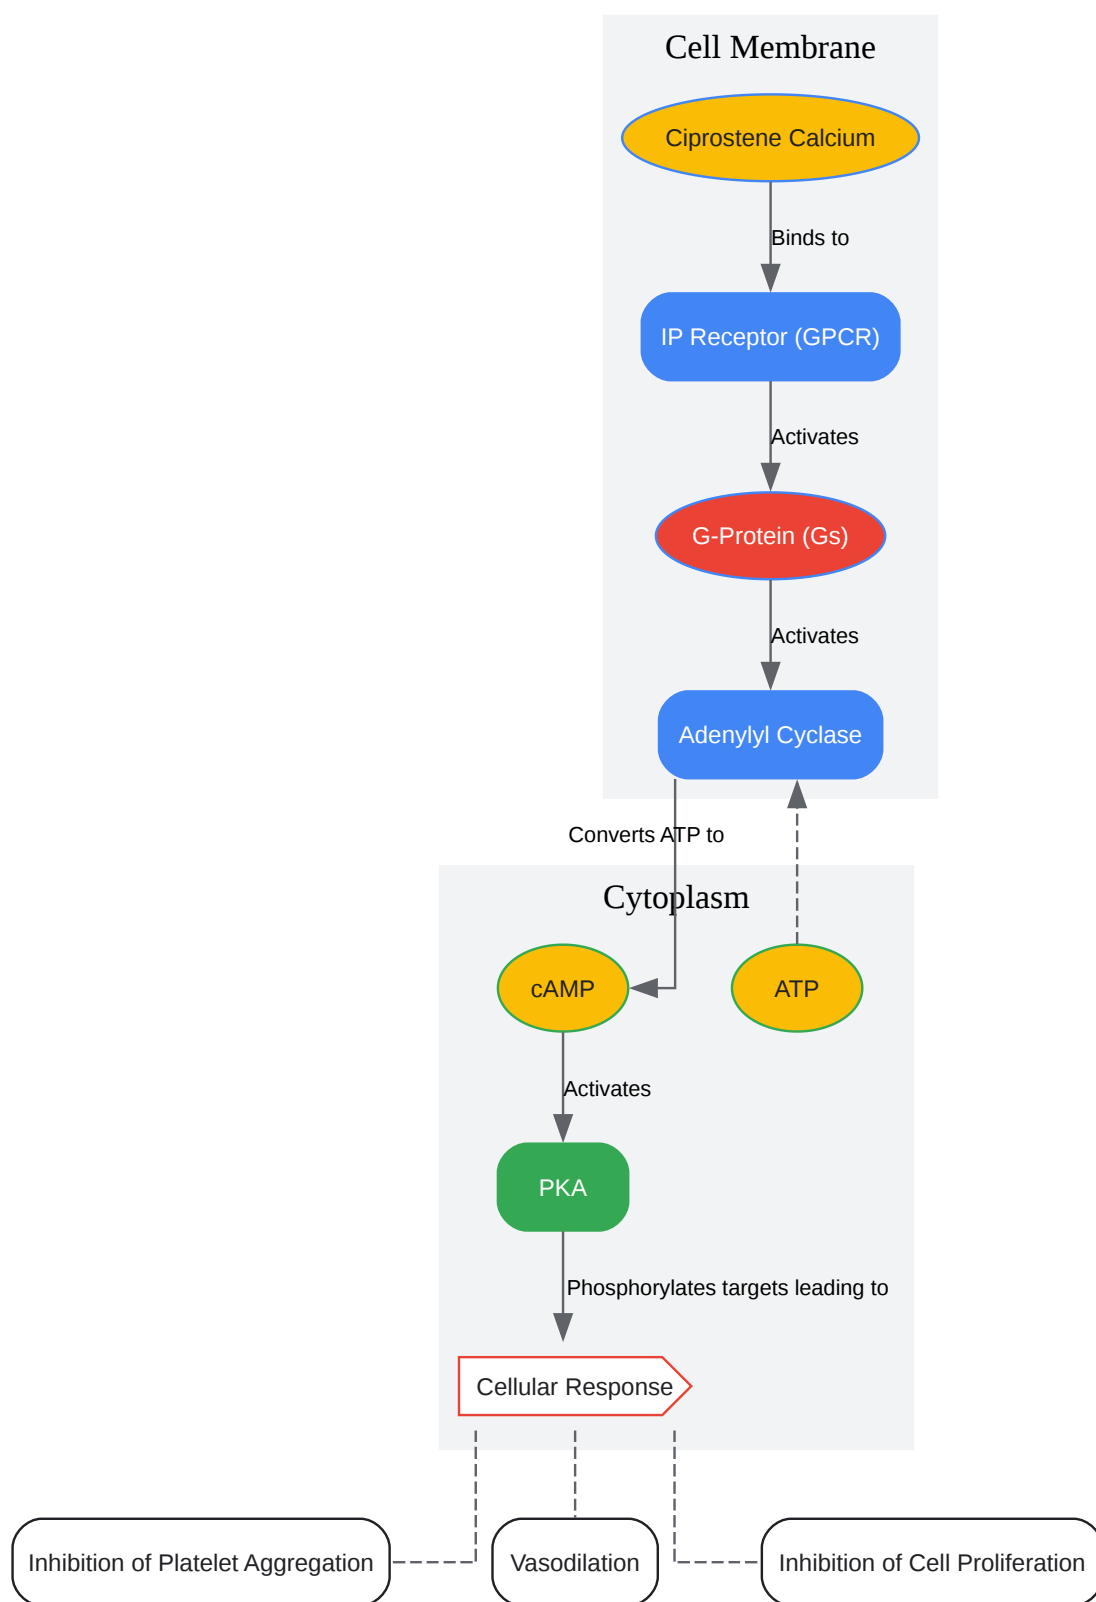 Cell Membrane
Ciprostene Calcium
Binds to
IP Receptor (GPCR)
Activates
G-Protein (Gs)
Activates
Adenylyl Cyclase
Converts ATP to
Cytoplasm
cAMP
ATP
Activates
PKA
Phosphorylates targets leading to
Cellular Response
Inhibition of Platelet Aggregation
Vasodilation
Inhibition of Cell Proliferation